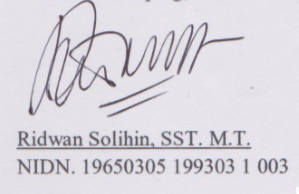 Ridwan Solihin, SST. M.T.
NIDN. 19650305 199303 1 003